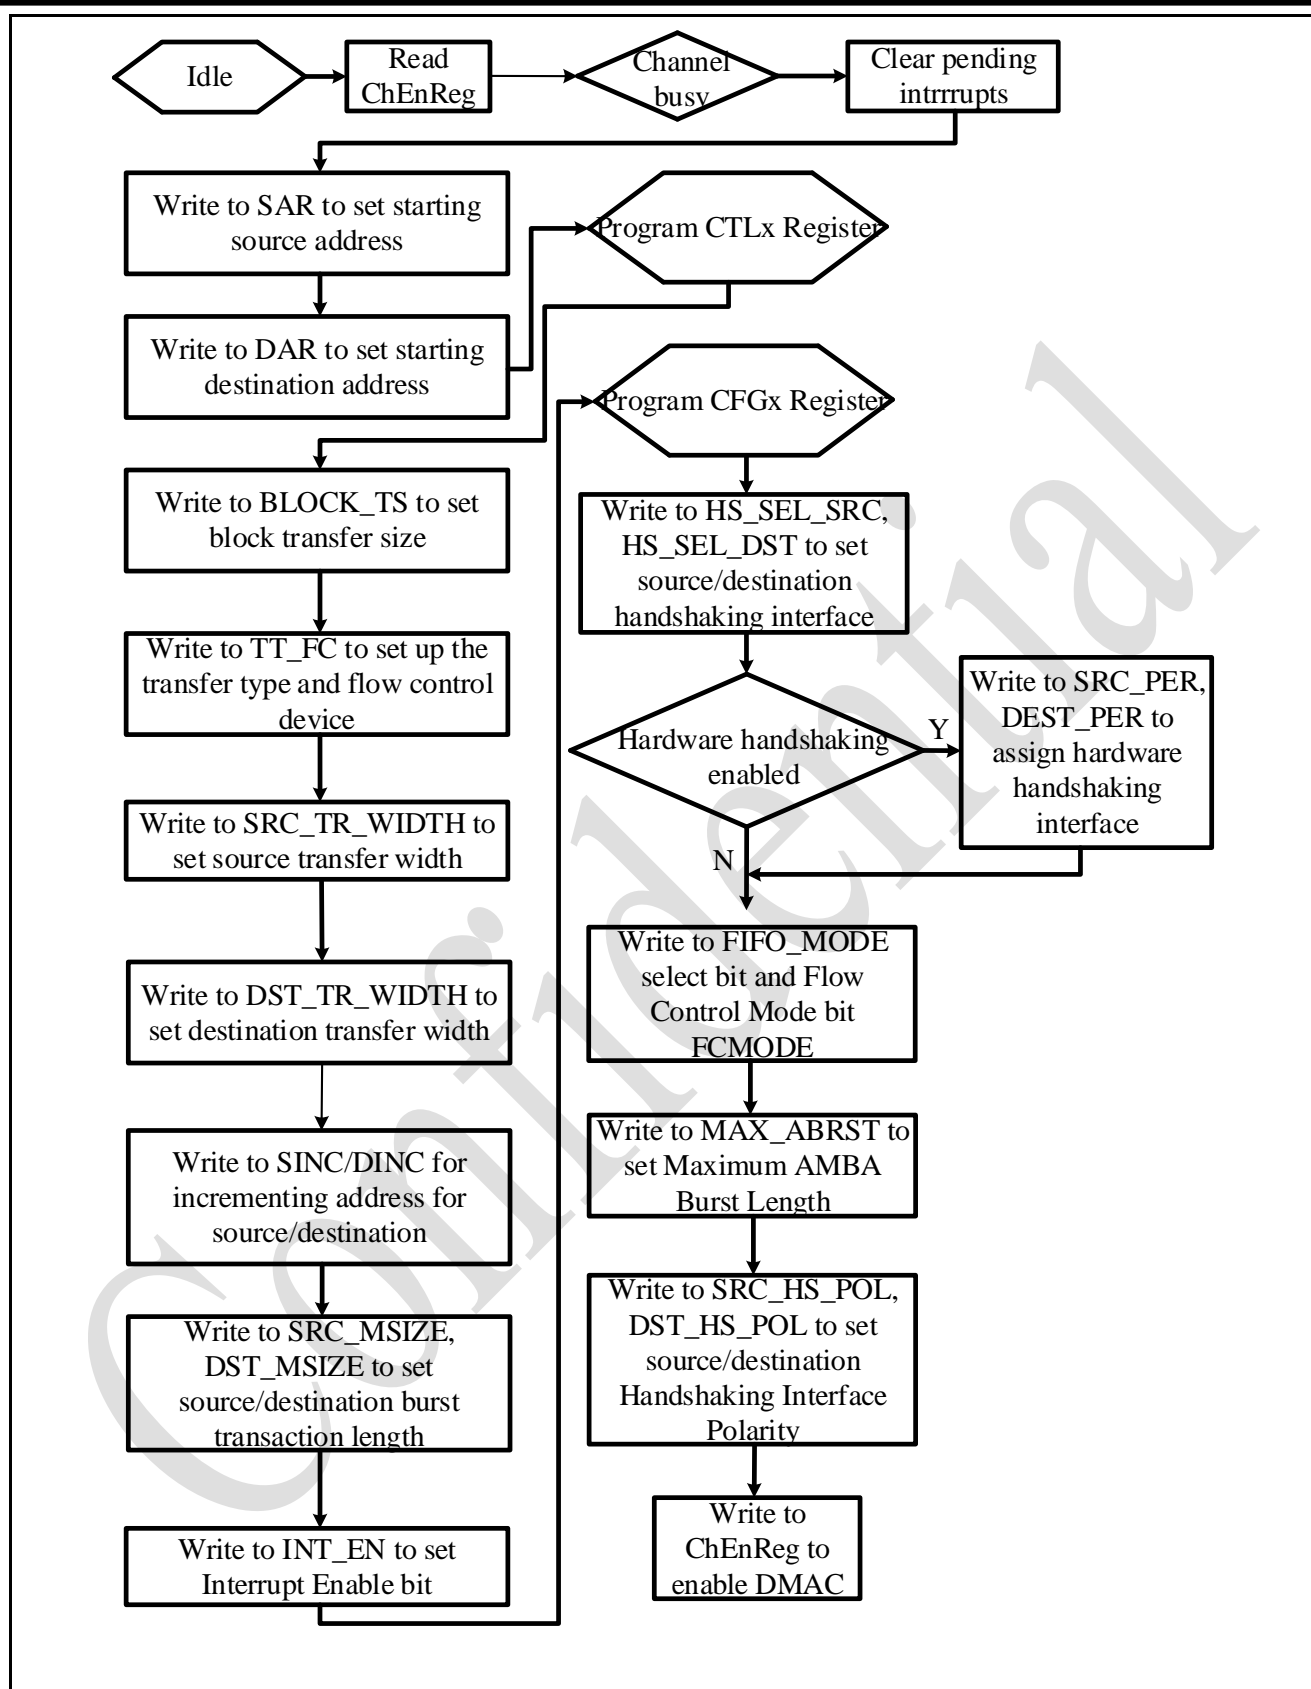 Idle
Read
ChEnReg
Channel
busy
Clear pending
intrrrupts
Write to SAR to set starting
source address
Write to DAR to set starting
destination address
Program CTLx Register
Write to BLOCK_TS to set
block transfer size
Write to TT_FC to set up the
transfer type and flow control
device
Write to SRC_TR_WIDTH to
set source transfer width
Write to DST_TR_WIDTH to
set destination transfer width
Write to SINC/DINC for
incrementing address for
source/destination
Write to SRC_MSIZE,
DST_MSIZE to set
source/destination burst
transaction length
Write to INT_EN to set
Interrupt Enable bit
Program CFGx Register
Write to HS_SEL_SRC,
HS_SEL_DST to set
source/destination
handshaking interface
Hardware handshaking
enabled
Y
Write to SRC_PER,
DEST_PER to
assign hardware
handshaking
interface
N
Write to FIFO_MODE
select bit and Flow
Control Mode bit
FCMODE
Write to MAX_ABRST to
set Maximum AMBA
Burst Length
Write to SRC_HS_POL,
DST_HS_POL to set
source/destination
Handshaking Interface
Polarity
Write to
ChEnReg to
enable DMAC
Confidential